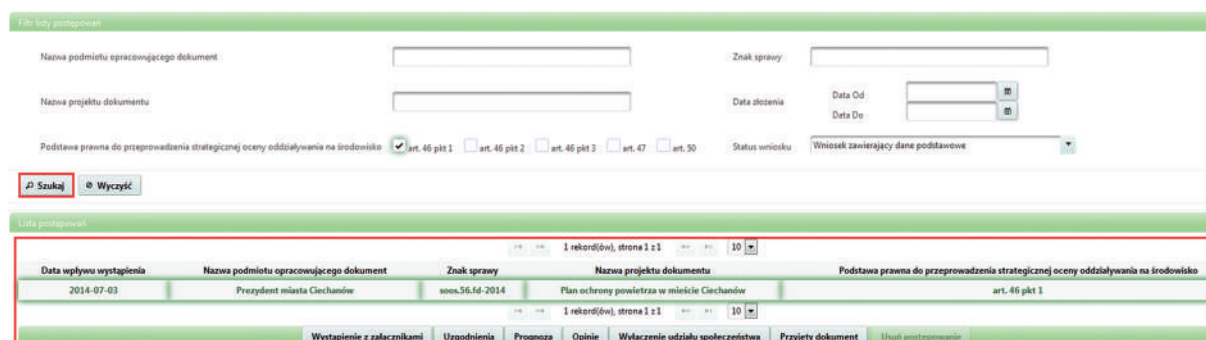 Filtr listy postępowań
Nazwa podmiotu opracowującego dokument Znak sprawy
Nazwa projektu dokumentu Data złożenia Data Od
Data Do
Podstawa prawna do przeprowadzenia strategicznej oceny oddziaływania na środowisko art. 46 pkt 1 art. 46 pkt 2 art. 46 pkt 3 art. 47 art. 50 Status wniosku Wniosek zawierający dane podstawowe
Szukaj Wyczyść
Lista postępowań
1 rekord(ów), strona 1 z 1 10
Data wpływu wystąpienia Nazwa podmiotu opracowującego dokument Znak sprawy Nazwa projektu dokumentu Podstawa prawna do przeprowadzenia strategicznej oceny oddziaływania na środowisko
2014-07-03 Prezydent miasta Ciechanów soos.56.fd-2014 Plan ochrony powietrza w mieście Ciechanów art. 46 pkt 1
1 rekord(ów), strona 1 z 1 10
Wystąpienie z załącznikami Uzgodnienia Prognoza Opinie Wyłączenie udziału społeczeństwa Przyjęty dokument Usuń postępowanie